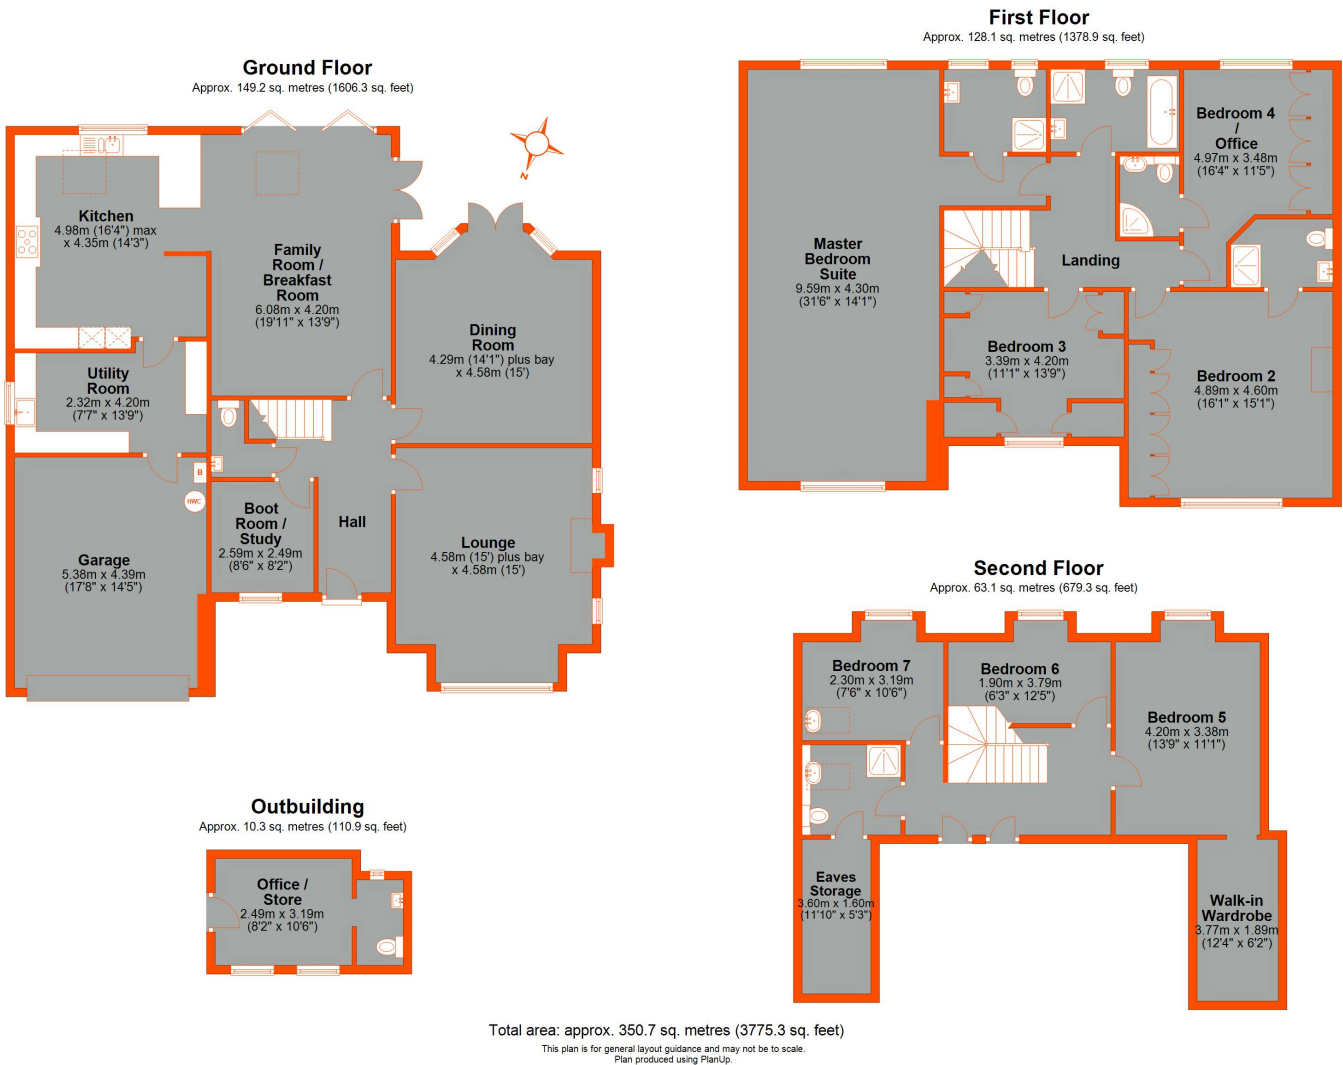 First Floor
Approx. 128.1 sq. metres (1378.9 sq. feet)
Ground Floor
Approx. 149.2 sq. metres (1606.3 sq. feet)
N
Kitchen
4.98m (16'4") max
x 4.35m (14'3")
Family
Room /
Breakfast
Room
6.08m x 4.20m
(19'11" x 13'9")
Dining
Room
4.29m (14'1") plus bay
x 4.58m (15')
Utility
Room
2.32m x 4.20m
(7'7" x 13'9")
B
HWC
Boot
Room /
Study
2.59m x 2.49m
(8'6" x 8'2")
Hall
Lounge
4.58m (15') plus bay
x 4.58m (15')
Garage
5.38m x 4.39m
(17'8" x 14'5")
Master
Bedroom
Suite
9.59m x 4.30m
(31'6" x 14'1")
Bedroom 4
/
Office
4.97m x 3.48m
(16'4" x 11'5")
Landing
Bedroom 3
3.39m x 4.20m
(11'1" x 13'9")
Bedroom 2
4.89m x 4.60m
(16'1" x 15'1")
Second Floor
Approx. 63.1 sq. metres (679.3 sq. feet)
Bedroom 7
2.30m x 3.19m
(7'6" x 10'6")
Bedroom 6
1.90m x 3.79m
(6'3" x 12'5")
Bedroom 5
4.20m x 3.38m
(13'9" x 11'1")
Eaves
Storage
3.60m x 1.60m
(11'10" x 5'3")
Walk-in
Wardrobe
3.77m x 1.89m
(12'4" x 6'2")
Outbuilding
Approx. 10.3 sq. metres (110.9 sq. feet)
Office /
Store
2.49m x 3.19m
(8'2" x 10'6")
Total area: approx. 350.7 sq. metres (3775.3 sq. feet)
This plan is for general layout guidance and may not be to scale.
Plan produced using PlanUp.